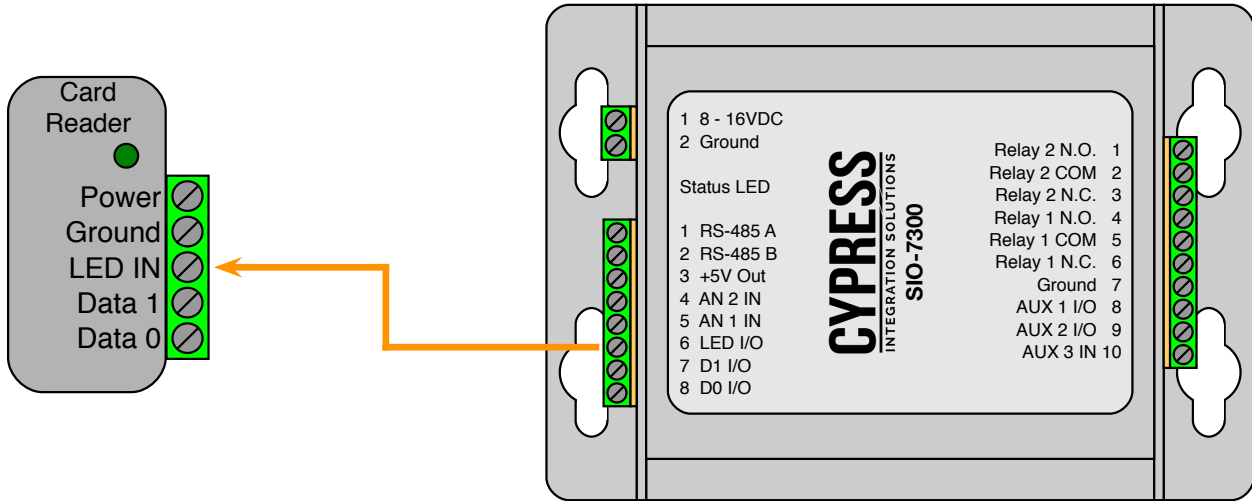 Card
Reader
Power
Ground
LED IN
Data 1
Data 0
1 8 - 16VDC
2 Ground
Status LED
1 RS-485 A
2 RS-485 B
3 +5V Out
4 AN 2 IN
5 AN 1 IN
6 LED I/O
7 D1 I/O
8 D0 I/O
CYPRESS
INTEGRATION SOLUTIONS
SIO-7300
Relay 2 N.O. 1
Relay 2 COM 2
Relay 2 N.C. 3
Relay 1 N.O. 4
Relay 1 COM 5
Relay 1 N.C. 6
Ground 7
AUX 1 I/O 8
AUX 2 I/O 9
AUX 3 IN 10